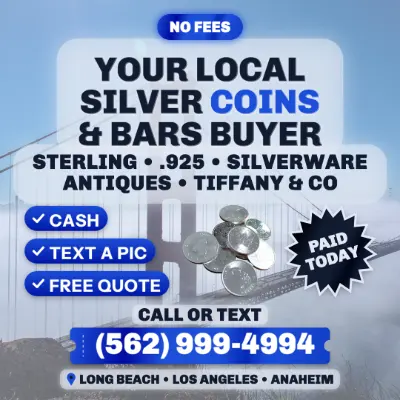 NO FEES
YOUR LOCAL
SILVER COINS
& BARS BUYER
STERLING • .925 • SILVERWARE
ANTIQUES • TIFFANY & CO
CASH
TEXT A PIC
FREE QUOTE
PAID
TODAY
CALL OR TEXT
(562) 999-4994
LONG BEACH • LOS ANGELES • ANAHEIM